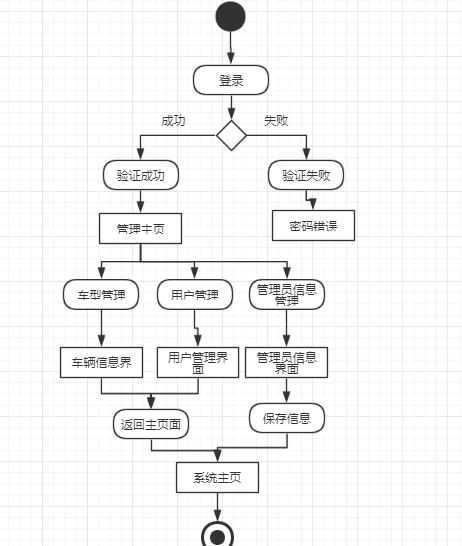 登录
成功
失败
验证成功
验证失败
管理主页
密码错误
车型管理
用户管理
管理员信息
管理
车辆信息界
用户管理界
面
管理员信息
界面
返回主页面
保存信息
系统主页